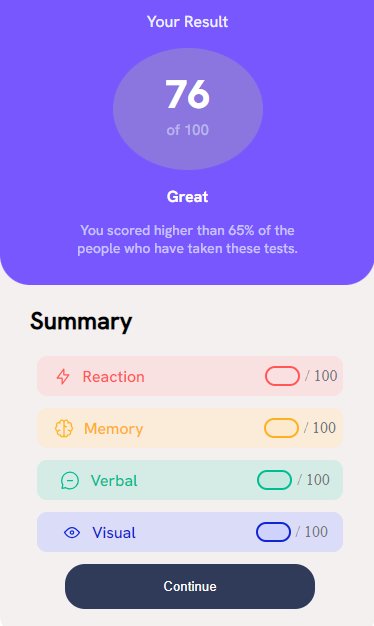 Your Result
76
of 100
Great
You scored higher than 65% of the
people who have taken these tests.
Summary
Reaction / 100
Memory / 100
Verbal / 100
Visual / 100
Continue